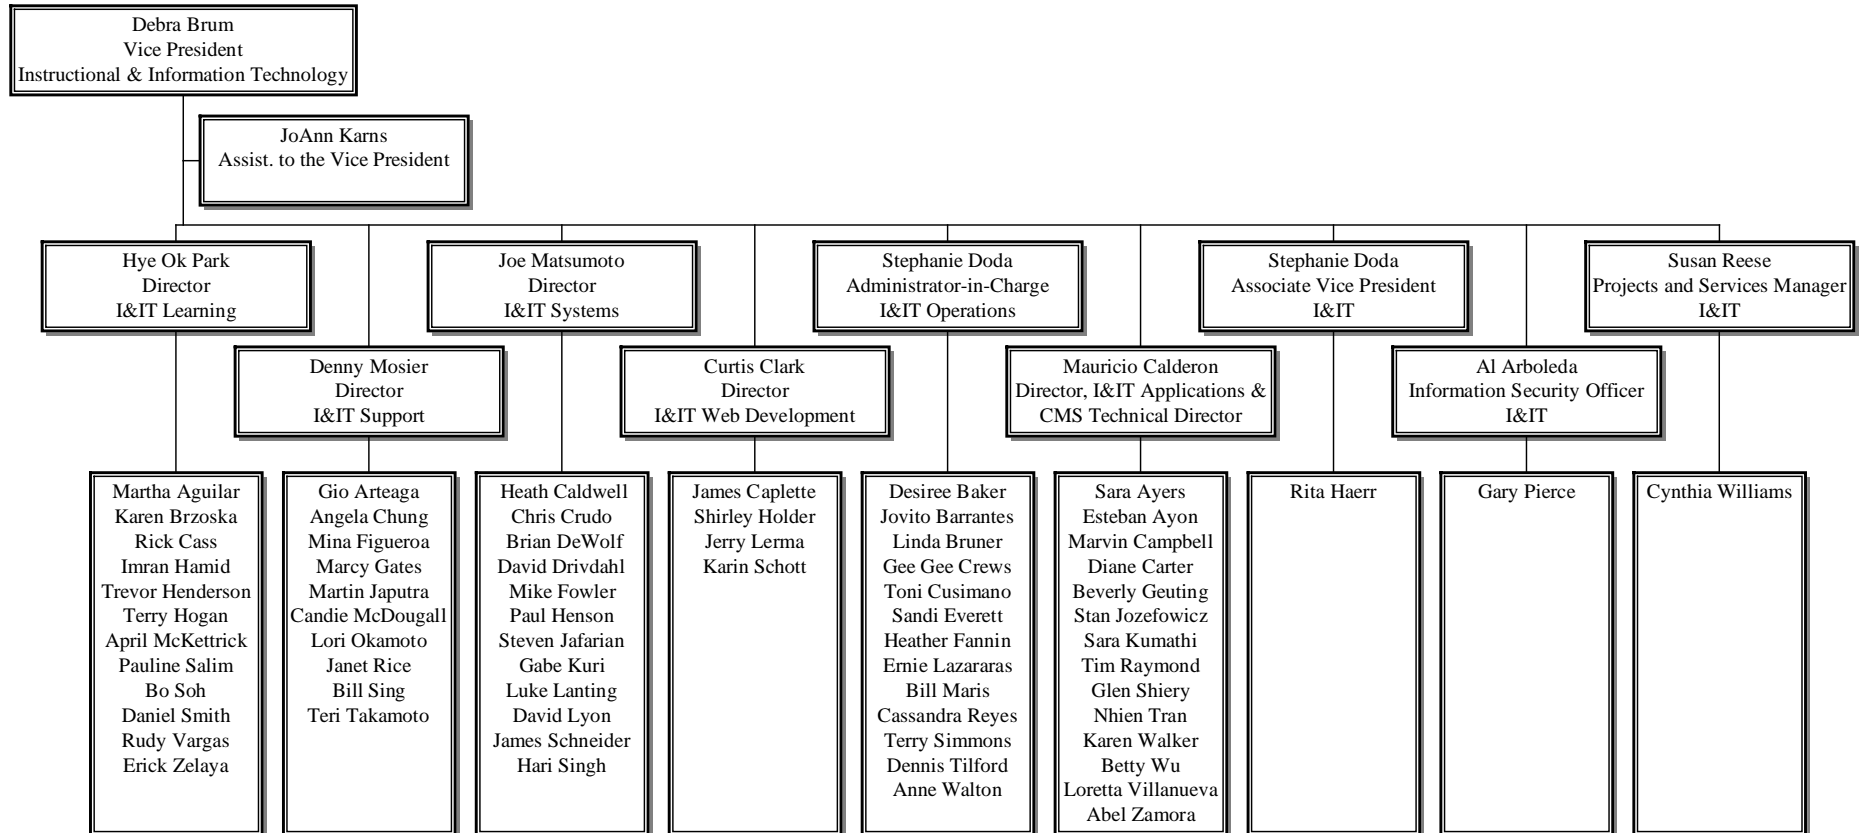 Debra Brum
Vice President
Instructional & Information Technology
JoAnn Karns
Assist. to the Vice President
Hye Ok Park
Director
I&IT Learning
Joe Matsumoto
Director
I&IT Systems
Stephanie Doda
Administrator-in-Charge
I&IT Operations
Stephanie Doda
Associate Vice President
I&IT
Susan Reese
Projects and Services Manager
I&IT
Denny Mosier
Director
I&IT Support
Curtis Clark
Director
I&IT Web Development
Mauricio Calderon
Director, I&IT Applications &
CMS Technical Director
Al Arboleda
Information Security Officer
I&IT
Martha Aguilar
Karen Brzoska
Rick Cass
Imran Hamid
Trevor Henderson
Terry Hogan
April McKettrick
Pauline Salim
Bo Soh
Daniel Smith
Rudy Vargas
Erick Zelaya
Gio Arteaga
Angela Chung
Mina Figueroa
Marcy Gates
Martin Japutra
Candie McDougall
Lori Okamoto
Janet Rice
Bill Sing
Teri Takamoto
Heath Caldwell
Chris Crudo
Brian DeWolf
David Drivdahl
Mike Fowler
Paul Henson
Steven Jafarian
Gabe Kuri
Luke Lanting
David Lyon
James Schneider
Hari Singh
James Caplette
Shirley Holder
Jerry Lerma
Karin Schott
Desiree Baker
Jovito Barrantes
Linda Bruner
Gee Gee Crews
Toni Cusimano
Sandi Everett
Heather Fannin
Ernie Lazararas
Bill Maris
Cassandra Reyes
Terry Simmons
Dennis Tilford
Anne Walton
Sara Ayers
Esteban Ayon
Marvin Campbell
Diane Carter
Beverly Geuting
Stan Jozefowicz
Sara Kumathi
Tim Raymond
Glen Shiery
Nhien Tran
Karen Walker
Betty Wu
Loretta Villanueva
Abel Zamora
Rita Haerr
Gary Pierce
Cynthia Williams